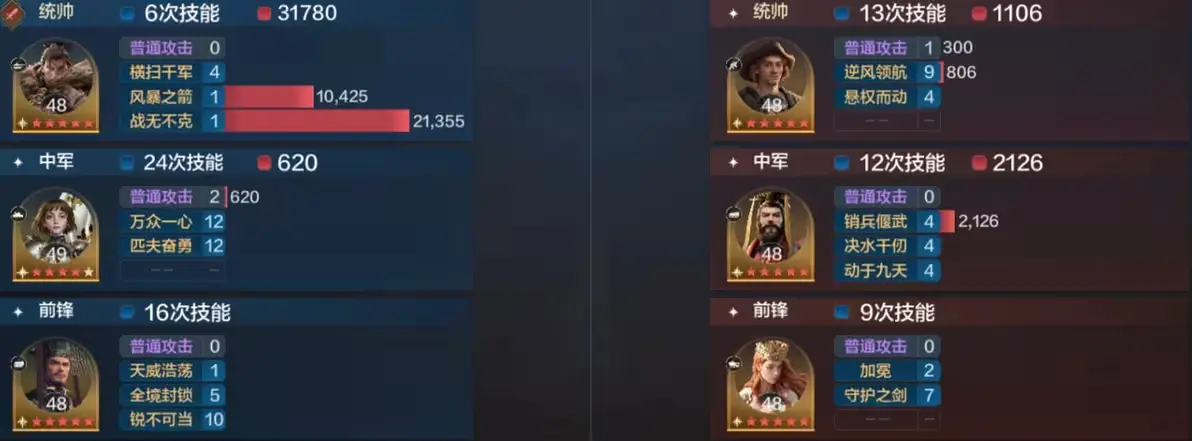 统帅 6次技能 31780
普通攻击 0
横扫千军 4
风暴之箭 1 10,425
战无不克 1 21,355
48
中军 24次技能 620
普通攻击 2 620
万众一心 12
匹夫奋勇 12
-- -
49
前锋 16次技能
普通攻击 0
天威浩荡 1
全境封锁 5
锐不可当 10
48
统帅 13次技能 1106
普通攻击 1 300
逆风领航 9 806
悬权而动 4
-- -
48
中军 12次技能 2126
普通攻击 0
销兵偃武 4 2,126
决水千仞 4
动于九天 4
48
前锋 9次技能
普通攻击 0
加冕 2
守护之剑 7
-- -
48